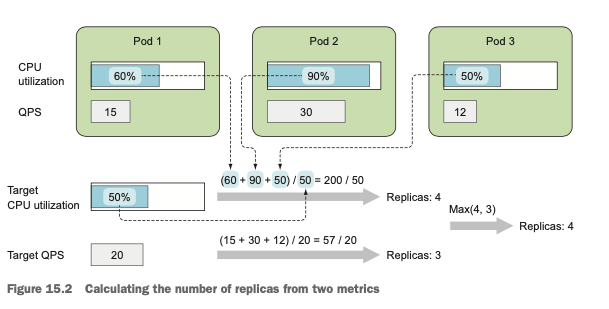 Pod 1
Pod 2
Pod 3
CPU
utilization
60%
90%
50%
QPS
15
30
12
(60 + 90 + 50) / 50 = 200 / 50
Target
CPU utilization
50%
Replicas: 4
Max(4, 3)
Replicas: 4
(15 + 30 + 12) / 20 = 57 / 20
Target QPS
20
Replicas: 3
Figure 15.2 Calculating the number of replicas from two metrics